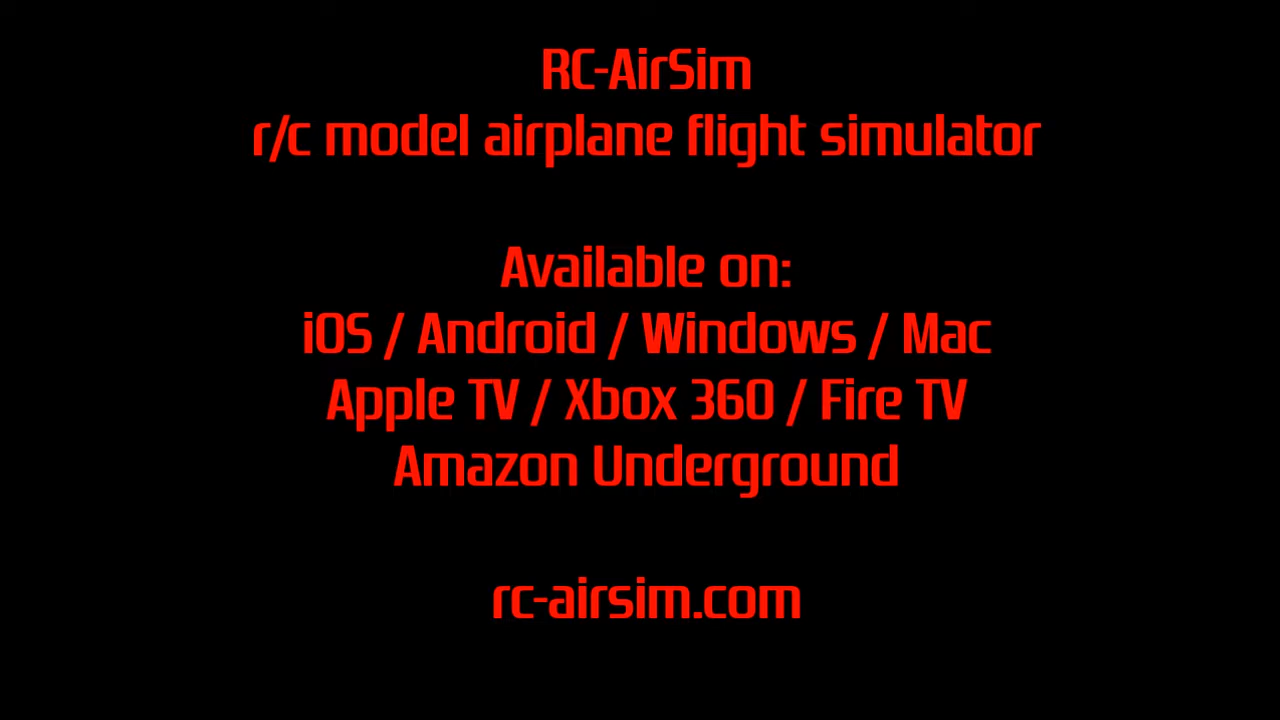 RC-AirSim
r/c model airplane flight simulator
Available on:
iOS / Android / Windows / Mac
Apple TV / Xbox 360 / Fire TV
Amazon Underground
rc-airsim.com